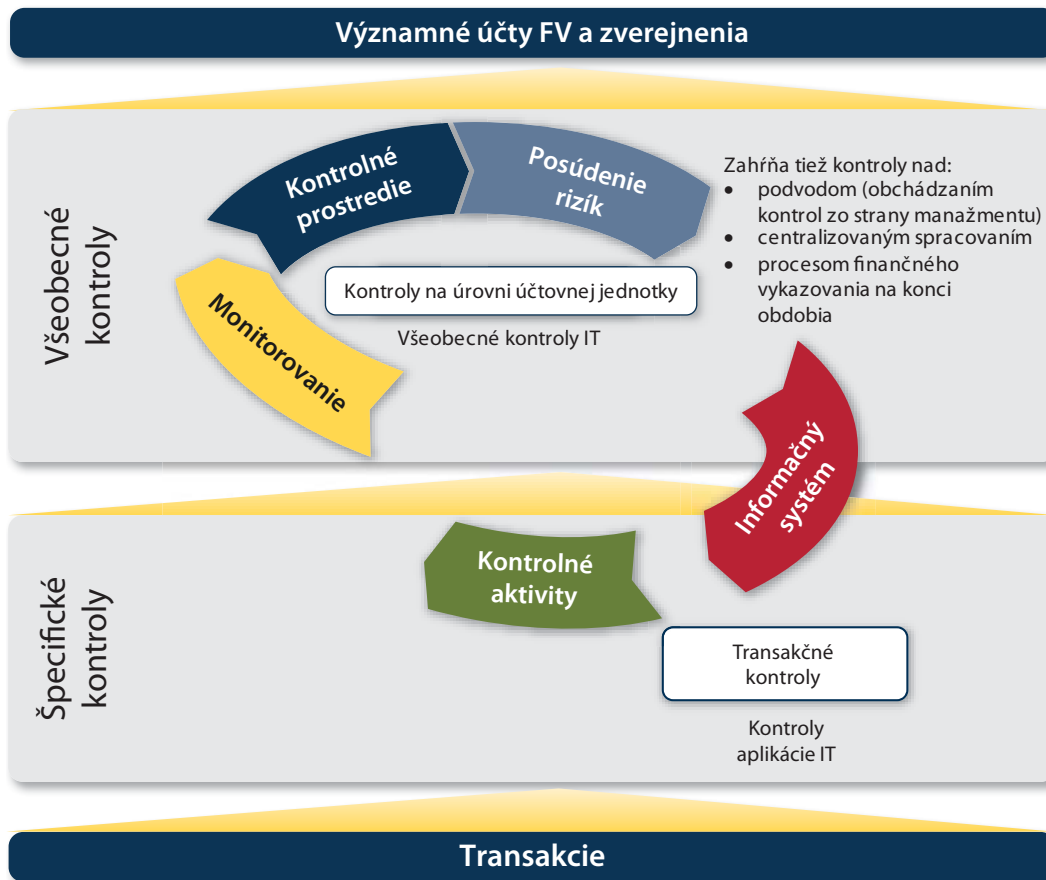 Významné účty FV a zverejnenia
Všeobecné
kontroly
Kontrolné
prostredie
Posúdenie
rizík
Zahŕňa tiež kontroly nad:
• podvodom (obchádzaním
kontrol zo strany manažmentu)
• centralizovaným spracovaním
• procesom finančného
vykazovania na konci
obdobia
Kontroly na úrovni účtovnej jednotky
Všeobecné kontroly IT
Monitorovanie
Informačný
systém
Špecifické
kontroly
Kontrolné
aktivity
Transakčné
kontroly
Kontroly
aplikácie IT
Transakcie